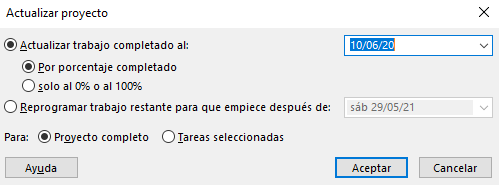 Actualizar proyecto
Actualizar trabajo completado al: 10/06/20
Por porcentaje completado
solo al 0% o al 100%
Reprogramar trabajo restante para que empiece después de: sáb 29/05/21
Para: Proyecto completo Tareas seleccionadas
Ayuda Aceptar Cancelar